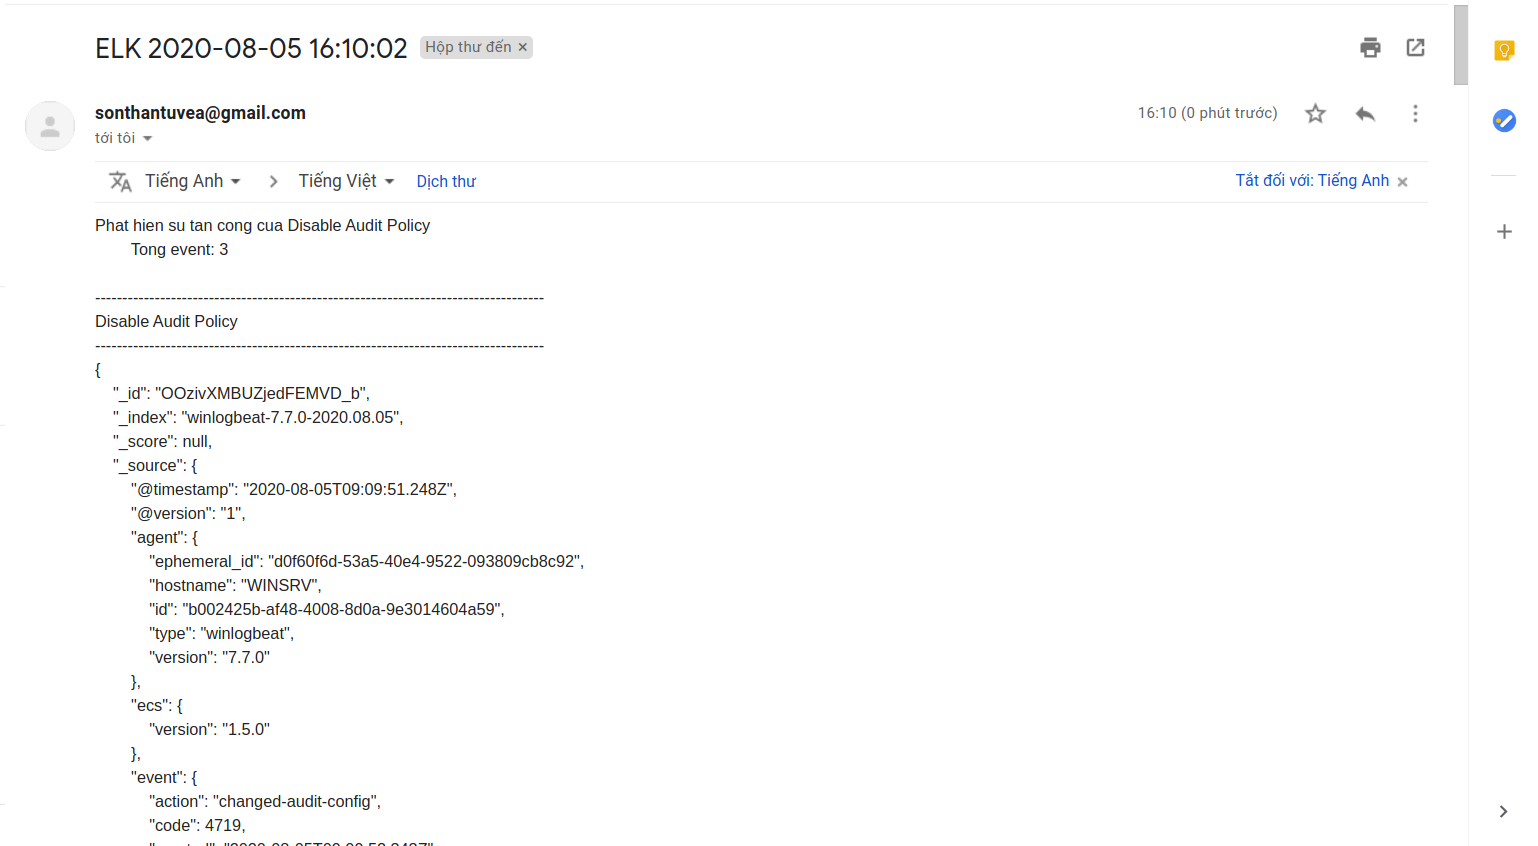 ELK 2020-08-05 16:10:02 Hộp thư đến ×
sonthantuvea@gmail.com 16:10 (0 phút trước)
tới tôi
Tiếng Anh > Tiếng Việt Dịch thư Tắt đối với: Tiếng Anh ×
Phat hien su tan cong cua Disable Audit Policy
Tong event: 3
------------------------------------------------------------------------------------
Disable Audit Policy
------------------------------------------------------------------------------------
{
"_id": "OOzivXMBUZjedFEMVD_b",
"_index": "winlogbeat-7.7.0-2020.08.05",
"_score": null,
"_source": {
"@timestamp": "2020-08-05T09:09:51.248Z",
"@version": "1",
"agent": {
"ephemeral_id": "d0f60f6d-53a5-40e4-9522-093809cb8c92",
"hostname": "WINSRV",
"id": "b002425b-af48-4008-8d0a-9e3014604a59",
"type": "winlogbeat",
"version": "7.7.0"
},
"ecs": {
"version": "1.5.0"
},
"event": {
"action": "changed-audit-config",
"code": 4719,